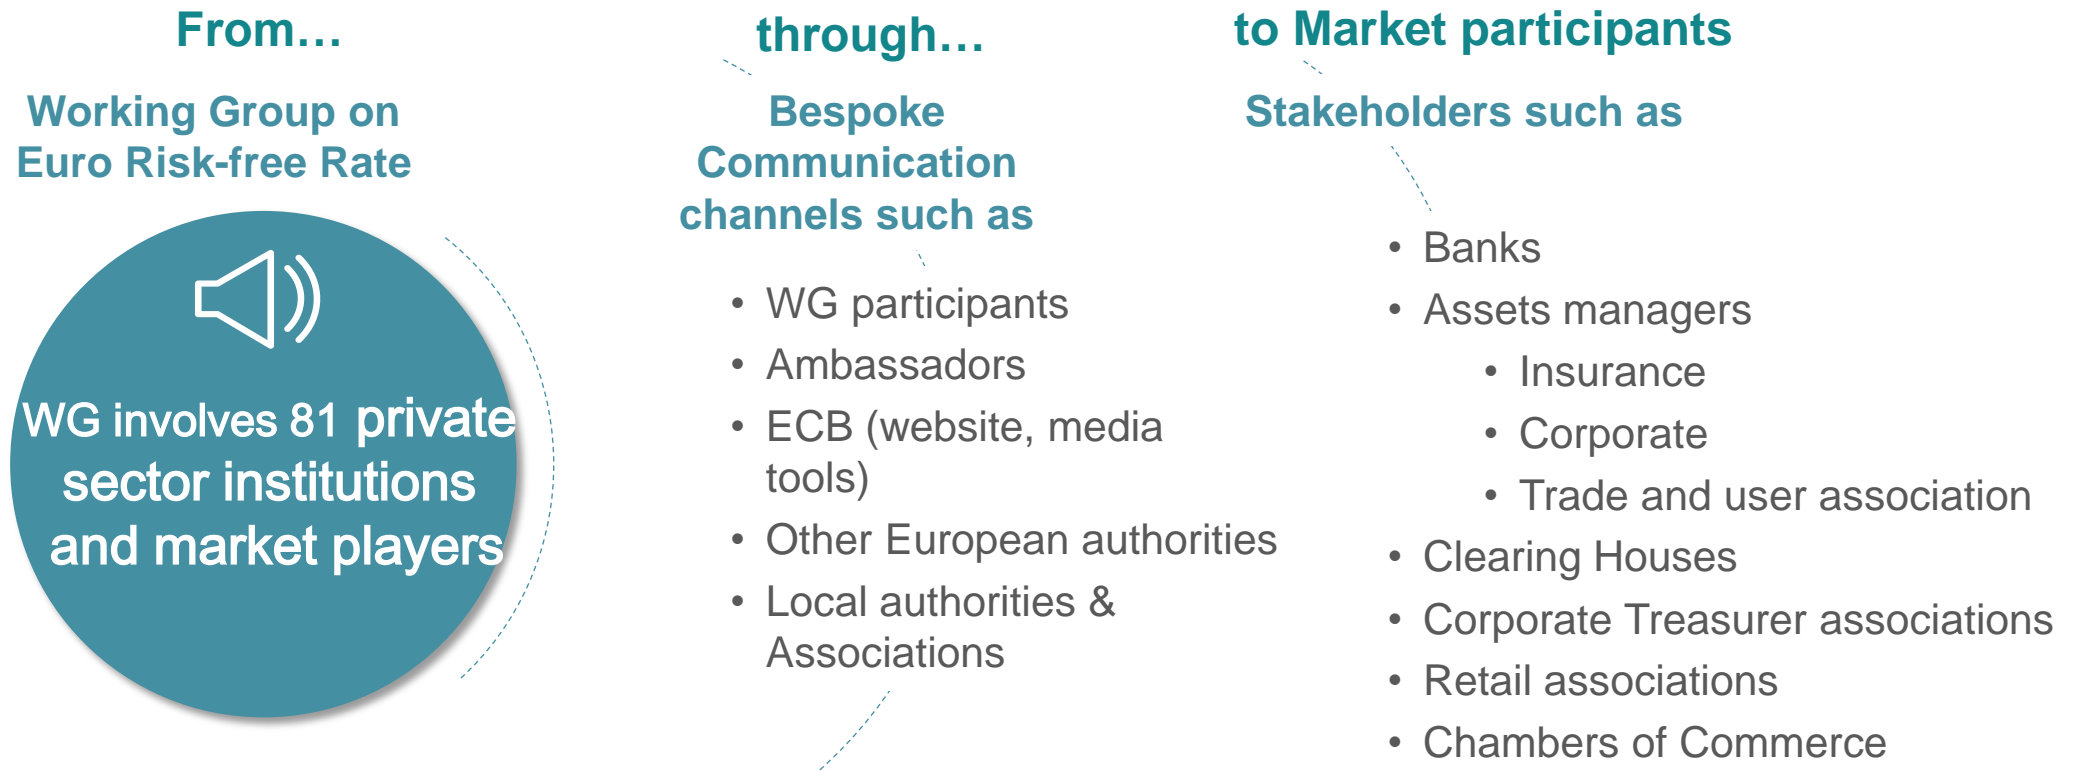 From…
Working Group on
Euro Risk-free Rate
WG involves 81 private
sector institutions
and market players
through…
Bespoke
Communication
channels such as
• WG participants
• Ambassadors
• ECB (website, media
tools)
• Other European authorities
• Local authorities &
Associations
to Market participants
Stakeholders such as
• Banks
• Assets managers
• Insurance
• Corporate
• Trade and user association
• Clearing Houses
• Corporate Treasurer associations
• Retail associations
• Chambers of Commerce